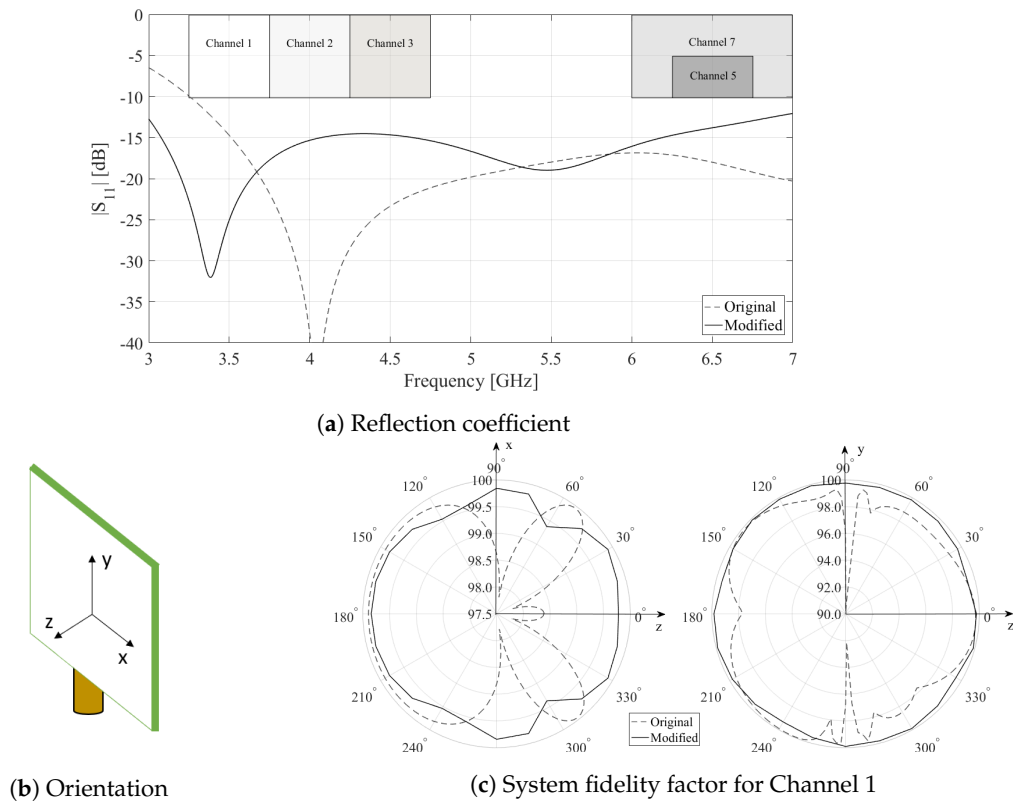 0
-5
-10
-15
-20
-25
-30
-35
-40
|S11| [dB]
Channel 1
Channel 2
Channel 3
Channel 7
Channel 5
Original
Modified
3
3.5
4
4.5
5
5.5
6
6.5
7
Frequency [GHz]
(a) Reflection coefficient
y
z
x
(b) Orientation
x
90°
120°
60°
150°
30°
180°
0°
z
210°
330°
240°
300°
100
99.5
99.0
98.5
98.0
97.5
Original
Modified
y
90°
120°
60°
150°
30°
180°
0°
z
210°
330°
240°
300°
100
98.0
96.0
94.0
92.0
90.0
(c) System fidelity factor for Channel 1